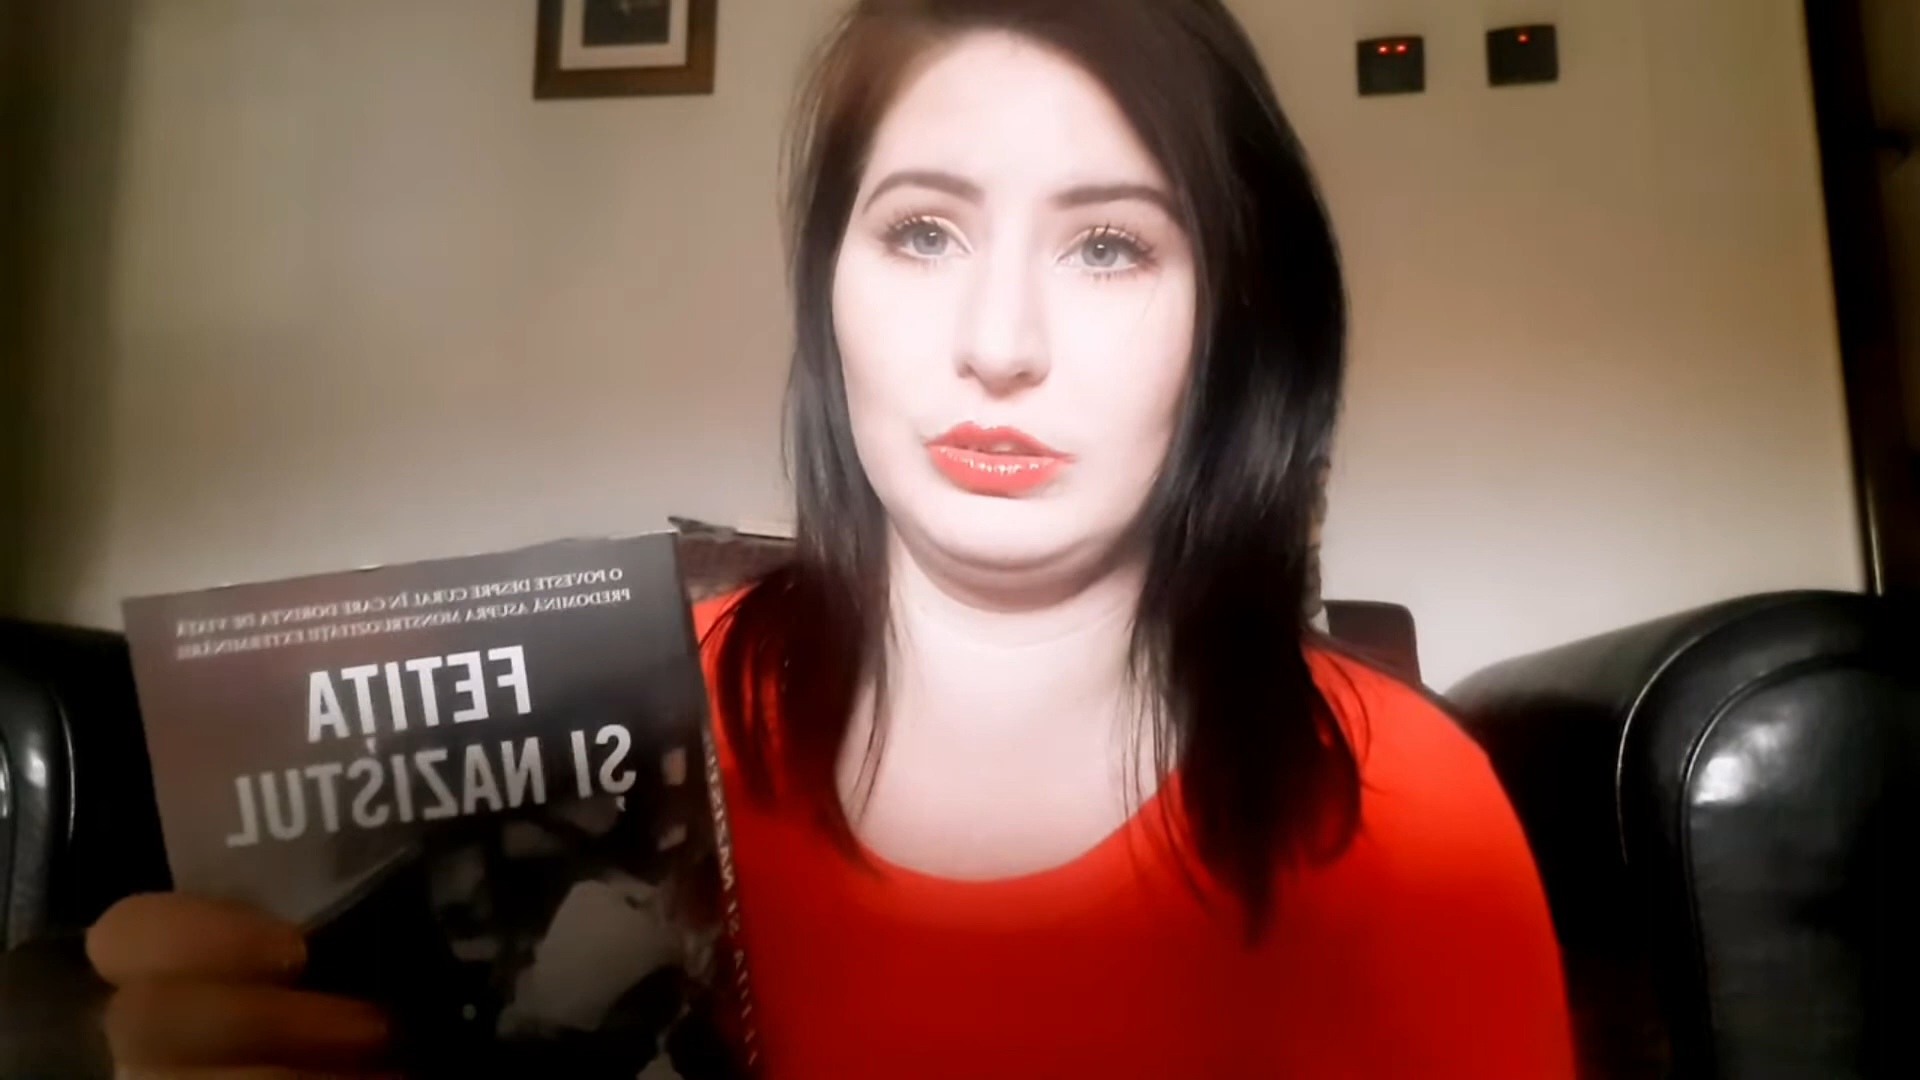 O POVESTE DESPRE CURAJ ÎN CARE DORINȚA DE VIAȚĂ
PREDOMINĂ ASUPRA MONSTRUOZITĂȚII EXTERMINĂRII
FETIȚA
ȘI NAZISTUL